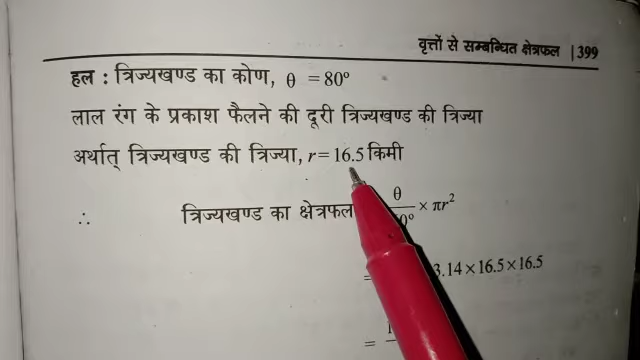 वृत्तों से सम्बन्धित क्षेत्रफल | 399
हल : त्रिज्यखण्ड का कोण, θ = 80°
लाल रंग के प्रकाश फैलने की दूरी त्रिज्यखण्ड की त्रिज्या
अर्थात् त्रिज्यखण्ड की त्रिज्या, r = 16.5 किमी
∴ त्रिज्यखण्ड का क्षेत्रफल θ × πr²
3.14 × 16.5 × 16.5
=